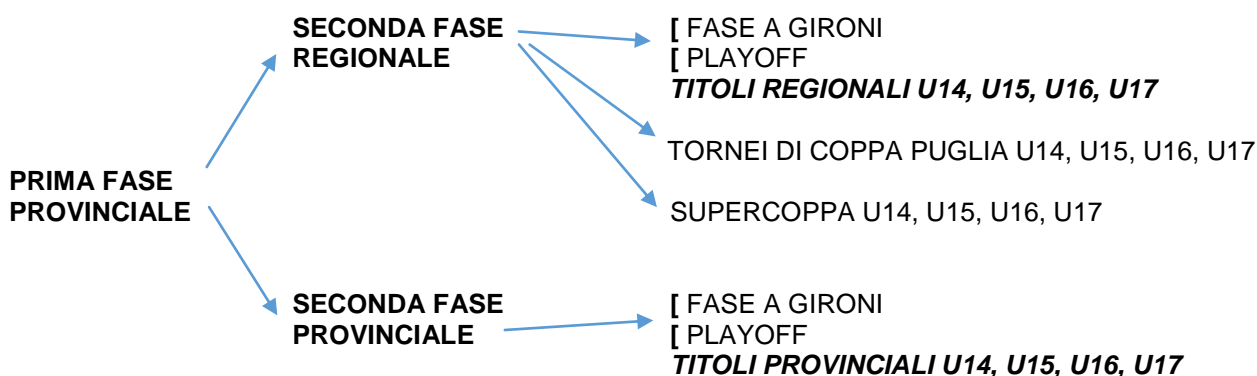 SECONDA FASE
REGIONALE
[ FASE A GIRONI
[ PLAYOFF
TITOLI REGIONALI U14, U15, U16, U17
TORNEI DI COPPA PUGLIA U14, U15, U16, U17
PRIMA FASE
PROVINCIALE
SUPERCOPPA U14, U15, U16, U17
SECONDA FASE
PROVINCIALE
[ FASE A GIRONI
[ PLAYOFF
TITOLI PROVINCIALI U14, U15, U16, U17